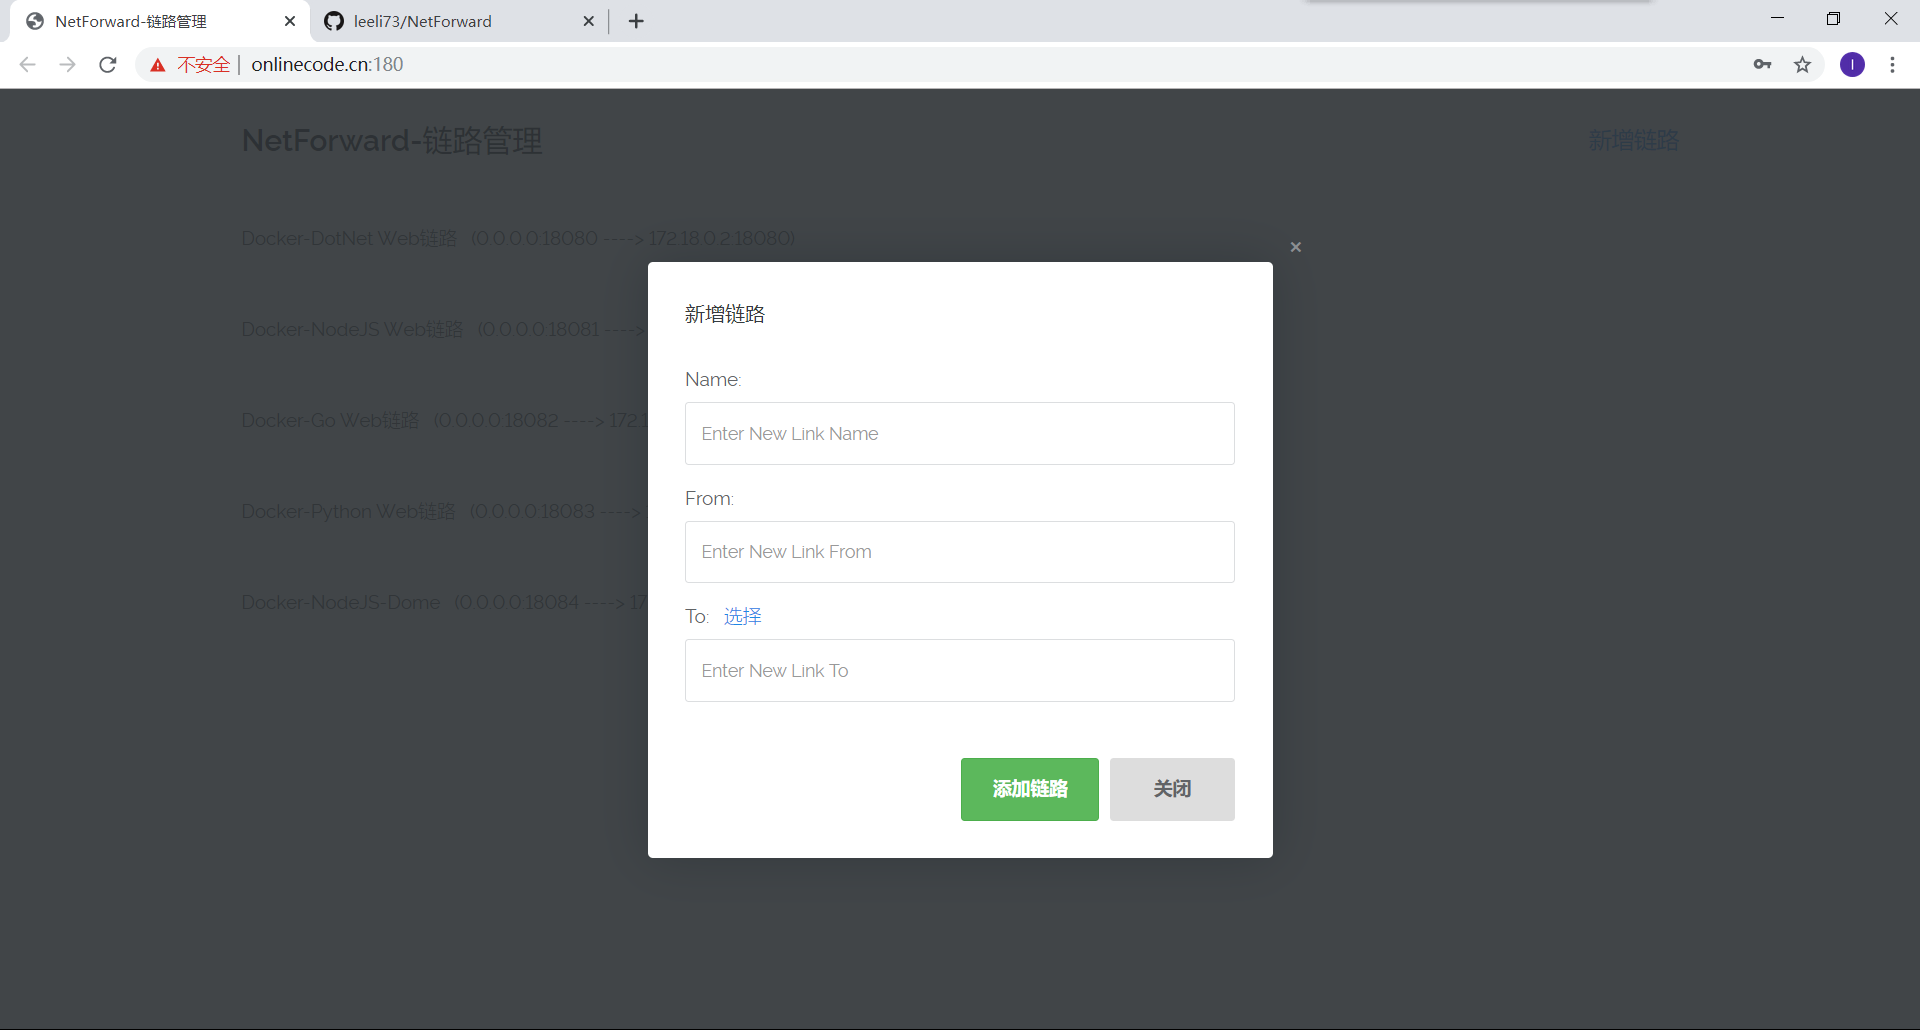 NetForward-链路管理
leeli73/NetForward
不安全 | onlinecode.cn:180
I
NetForward-链路管理
新增链路
Docker-DotNet Web链路 (0.0.0.0:18080 ----> 172.18.0.2:18080)
Docker-NodeJS Web链路 (0.0.0.0:18081 ---->
Docker-Go Web链路 (0.0.0.0:18082 ----> 172.1
Docker-Python Web链路 (0.0.0.0:18083 ---->
Docker-NodeJS-Dome (0.0.0.0:18084 ----> 17
新增链路
Name:
Enter New Link Name
From:
Enter New Link From
To: 选择
Enter New Link To
添加链路
关闭